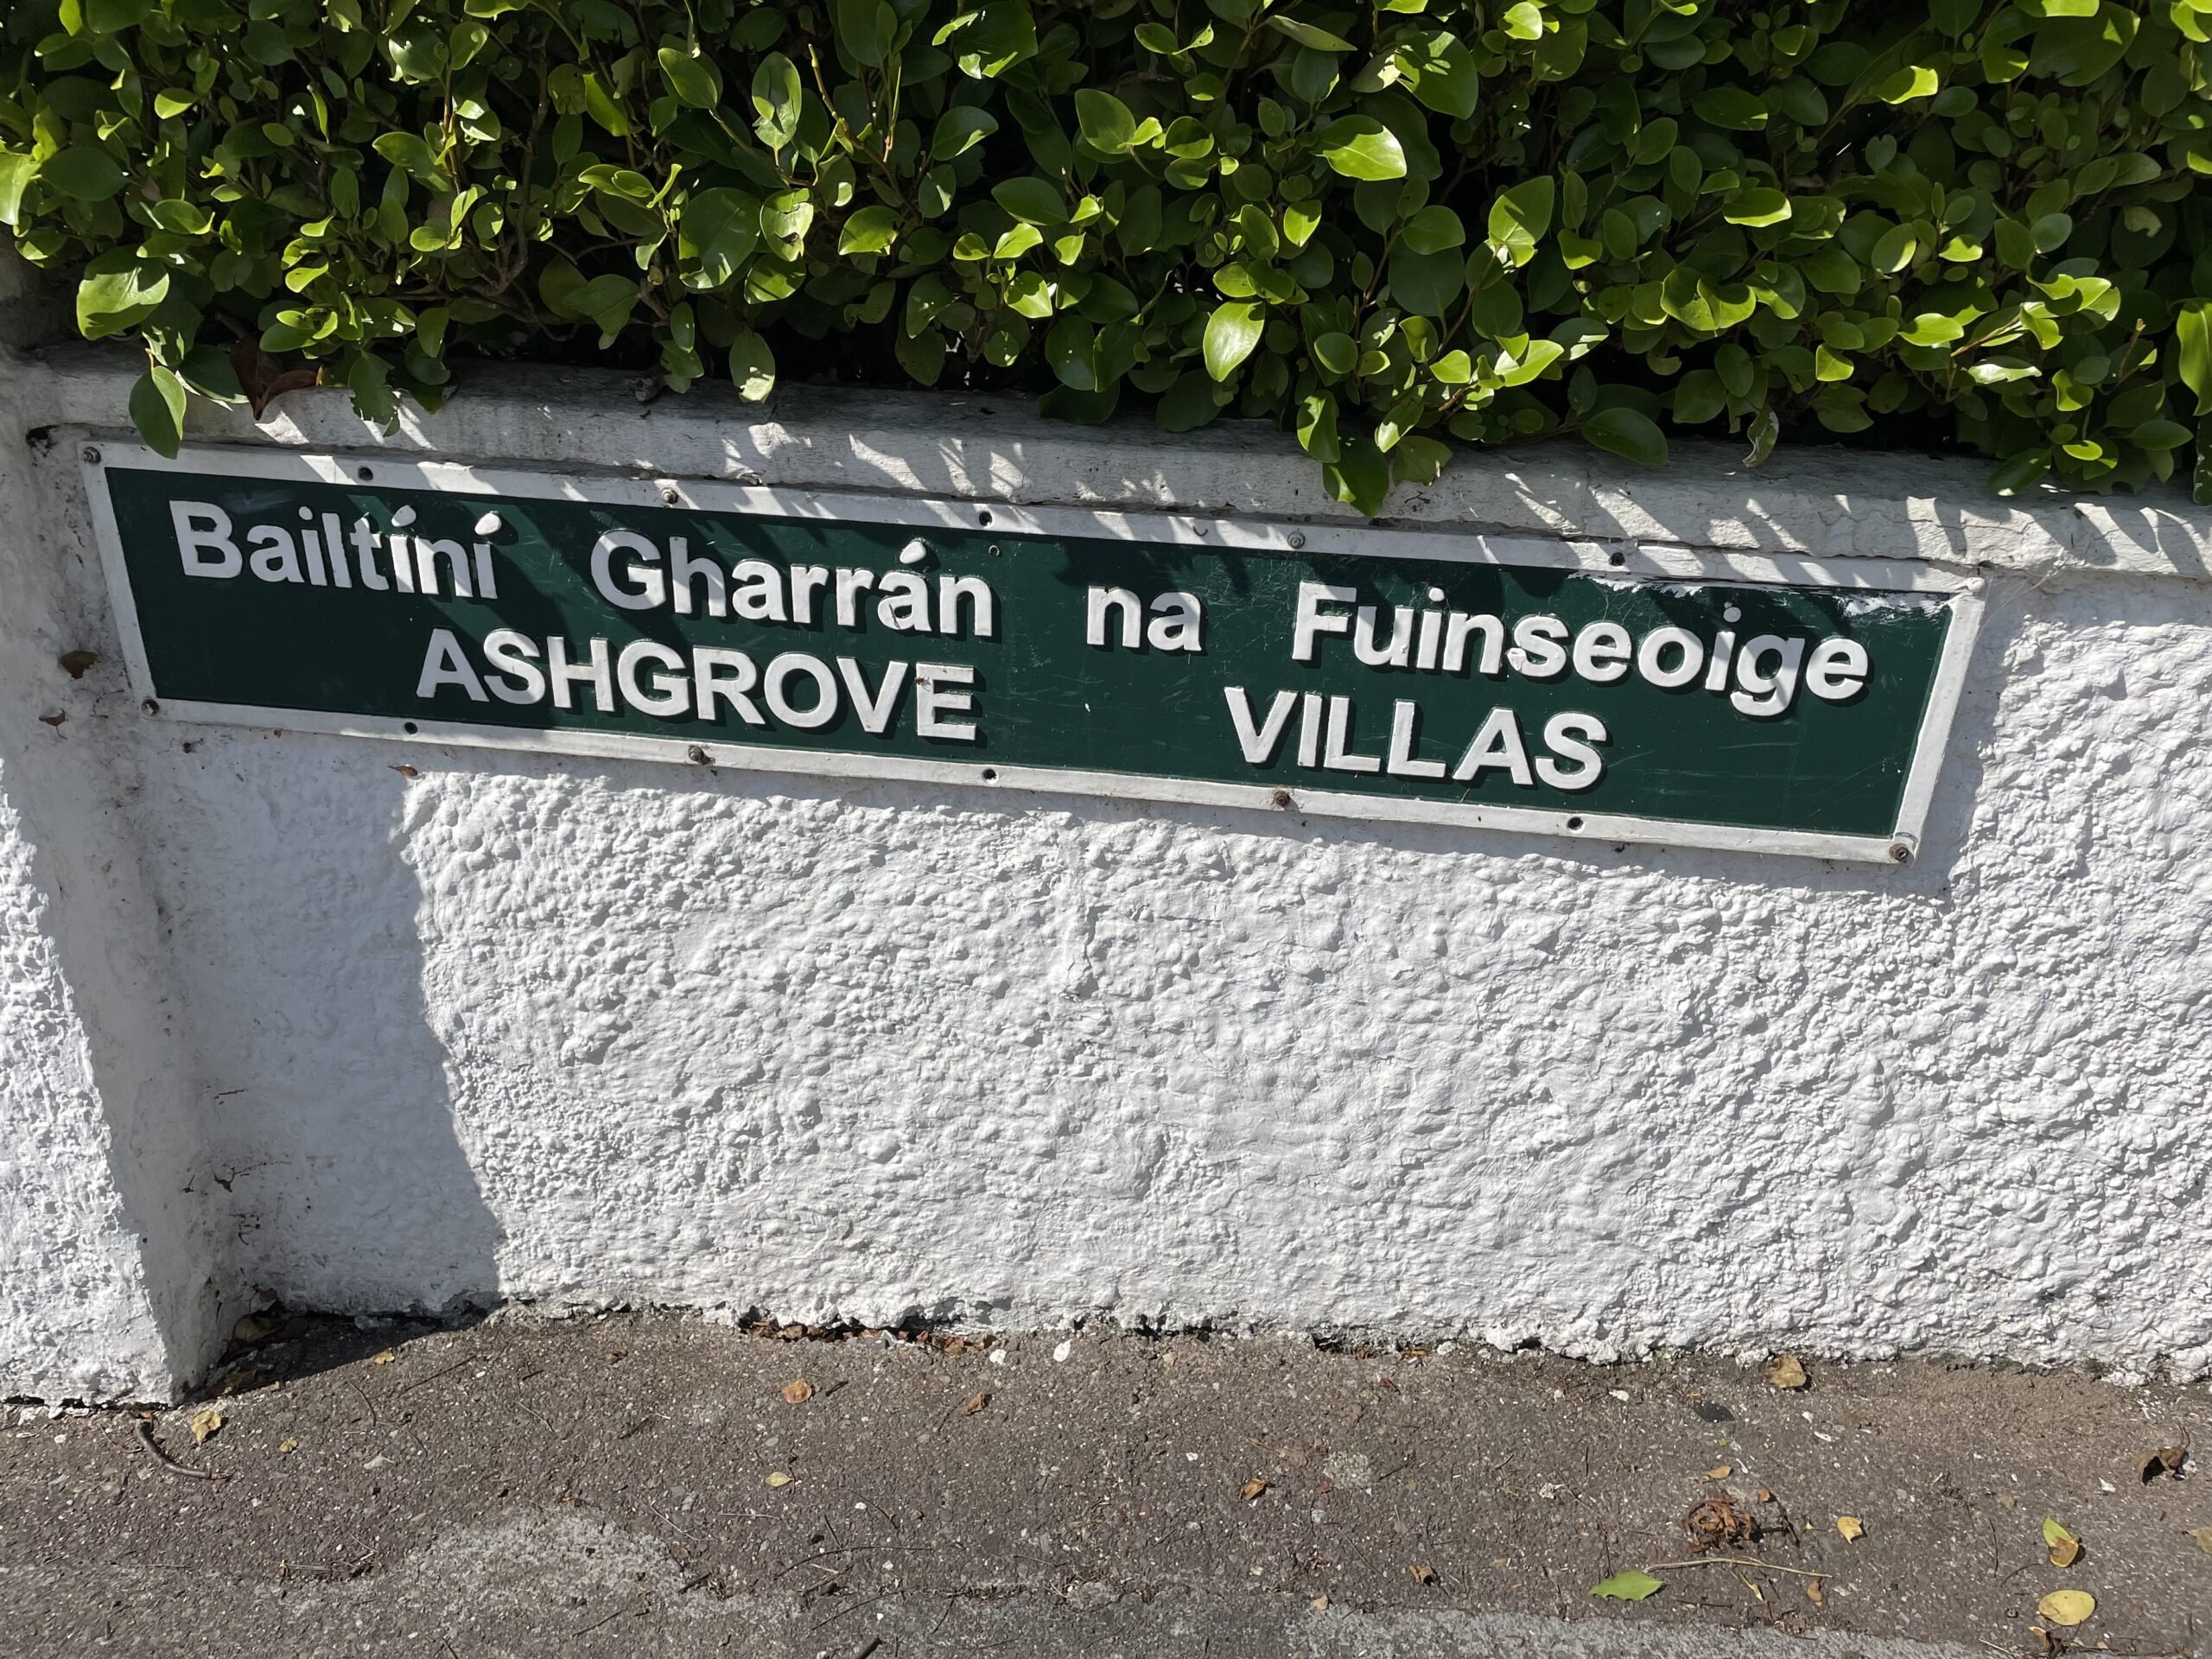 Bailtíní Gharrán na Fuinseoige
ASHGROVE VILLAS